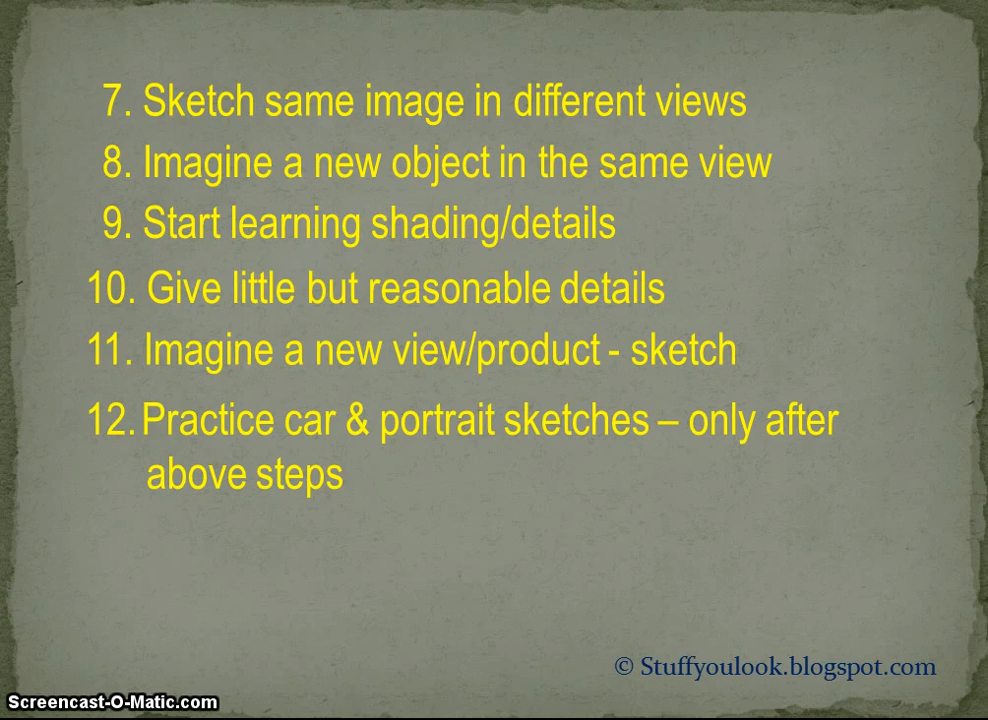 7. Sketch same image in different views
8. Imagine a new object in the same view
9. Start learning shading/details
10. Give little but reasonable details
11. Imagine a new view/product - sketch
12. Practice car & portrait sketches – only after
above steps
© Stuffyoulook.blogspot.com
Screencast-O-Matic.com